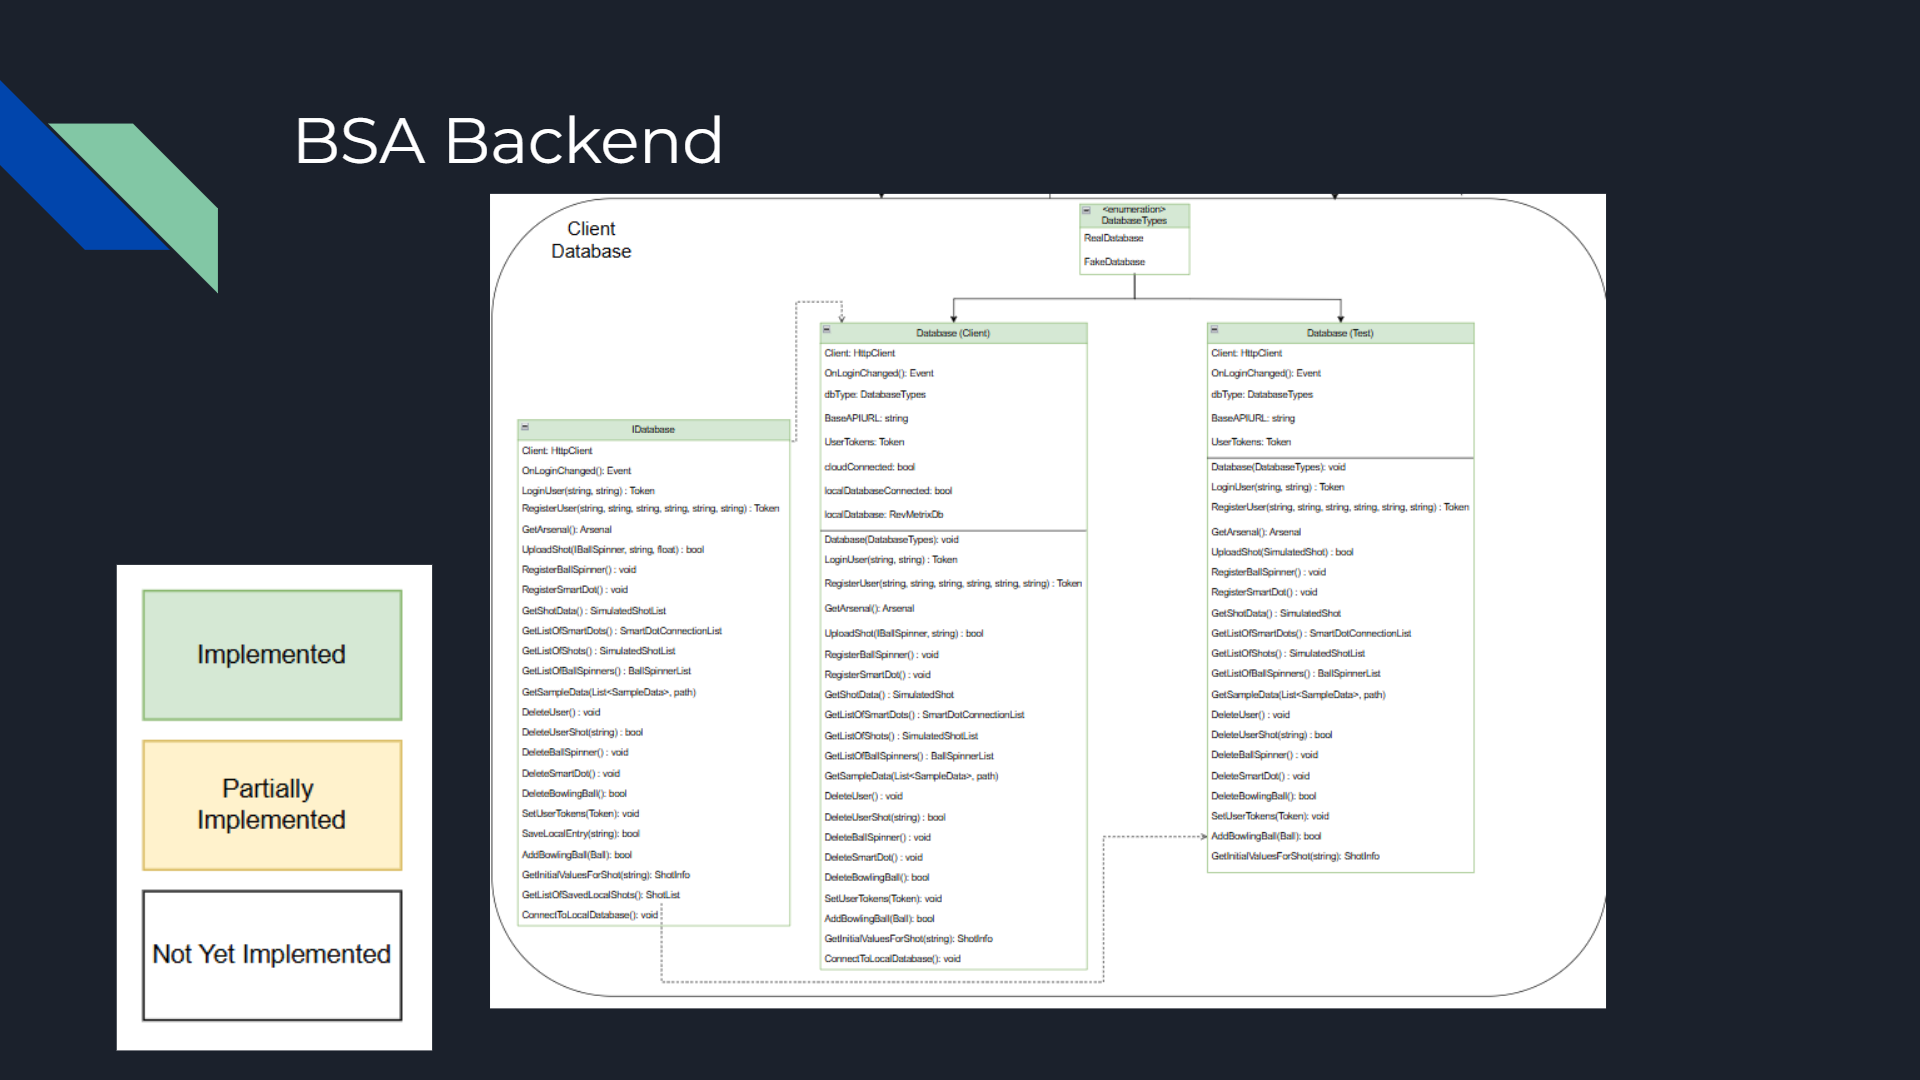 BSA Backend
Client
Database
<enumeration>
DatabaseTypes
RealDatabase
FakeDatabase
IDatabase
Client: HttpClient
OnLoginChanged(): Event
LoginUser(string, string) : Token
RegisterUser(string, string, string, string, string, string) : Token
GetArsenal(): Arsenal
UploadShot(IBallSpinner, string, float) : bool
RegisterBallSpinner() : void
RegisterSmartDot() : void
GetShotData() : SimulatedShotList
GetListOfSmartDots() : SmartDotConnectionList
GetListOfShots() : SimulatedShotList
GetListOfBallSpinners() : BallSpinnerList
GetSampleData(List<SampleData>, path)
DeleteUser() : void
DeleteUserShot(string) : bool
DeleteBallSpinner() : void
DeleteSmartDot() : void
DeleteBowlingBall(): bool
SetUserTokens(Token): void
SaveLocalEntry(string): bool
AddBowlingBall(Ball): bool
GetInitialValuesForShot(string): ShotInfo
GetListOfSavedLocalShots(): ShotList
ConnectToLocalDatabase(): void
Database (Client)
Client: HttpClient
OnLoginChanged(): Event
dbType: DatabaseTypes
BaseAPIURL: string
UserTokens: Token
cloudConnected: bool
localDatabaseConnected: bool
localDatabase: RevMetrixDb
Database(DatabaseTypes): void
LoginUser(string, string) : Token
RegisterUser(string, string, string, string, string, string) : Token
GetArsenal(): Arsenal
UploadShot(IBallSpinner, string) : bool
RegisterBallSpinner() : void
RegisterSmartDot() : void
GetShotData() : SimulatedShot
GetListOfSmartDots() : SmartDotConnectionList
GetListOfShots() : SimulatedShotList
GetListOfBallSpinners() : BallSpinnerList
GetSampleData(List<SampleData>, path)
DeleteUser() : void
DeleteUserShot(string) : bool
DeleteBallSpinner() : void
DeleteSmartDot() : void
DeleteBowlingBall(): bool
SetUserTokens(Token): void
AddBowlingBall(Ball): bool
GetInitialValuesForShot(string): ShotInfo
ConnectToLocalDatabase(): void
Database (Test)
Client: HttpClient
OnLoginChanged(): Event
dbType: DatabaseTypes
BaseAPIURL: string
UserTokens: Token
Database(DatabaseTypes): void
LoginUser(string, string) : Token
RegisterUser(string, string, string, string, string, string) : Token
GetArsenal(): Arsenal
UploadShot(SimulatedShot) : bool
RegisterBallSpinner() : void
RegisterSmartDot() : void
GetShotData() : SimulatedShot
GetListOfSmartDots() : SmartDotConnectionList
GetListOfShots() : SimulatedShotList
GetListOfBallSpinners() : BallSpinnerList
GetSampleData(List<SampleData>, path)
DeleteUser() : void
DeleteUserShot(string) : bool
DeleteBallSpinner() : void
DeleteSmartDot() : void
DeleteBowlingBall(): bool
SetUserTokens(Token): void
AddBowlingBall(Ball): bool
GetInitialValuesForShot(string): ShotInfo
Implemented
Partially
Implemented
Not Yet Implemented